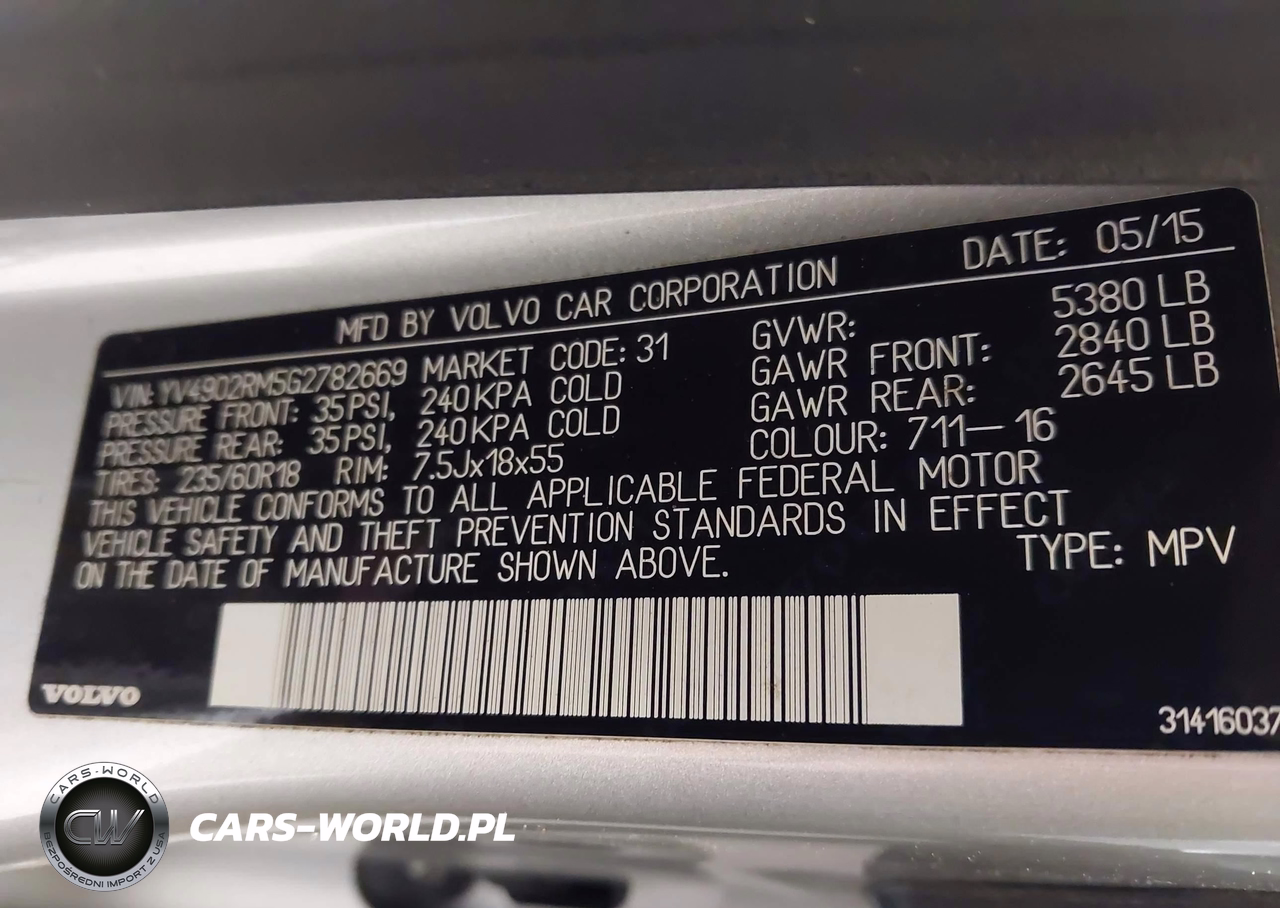 DATE: 05/15
MFD BY VOLVO CAR CORPORATION
VIN: YV4902RM5G2782669 MARKET CODE: 31 GVWR: 5380 LB
PRESSURE FRONT: 35 PSI, 240 KPA COLD GAWR FRONT: 2840 LB
PRESSURE REAR: 35 PSI, 240 KPA COLD GAWR REAR: 2645 LB
TIRES: 235/60R18 RIM: 7.5Jx18x55 COLOUR: 711-16
THIS VEHICLE CONFORMS TO ALL APPLICABLE FEDERAL MOTOR
VEHICLE SAFETY AND THEFT PREVENTION STANDARDS IN EFFECT
ON THE DATE OF MANUFACTURE SHOWN ABOVE. TYPE: MPV
VOLVO
31416037
CARS-WORLD
CW
BEZPOŚREDNI IMPORT Z USA
CARS-WORLD.PL